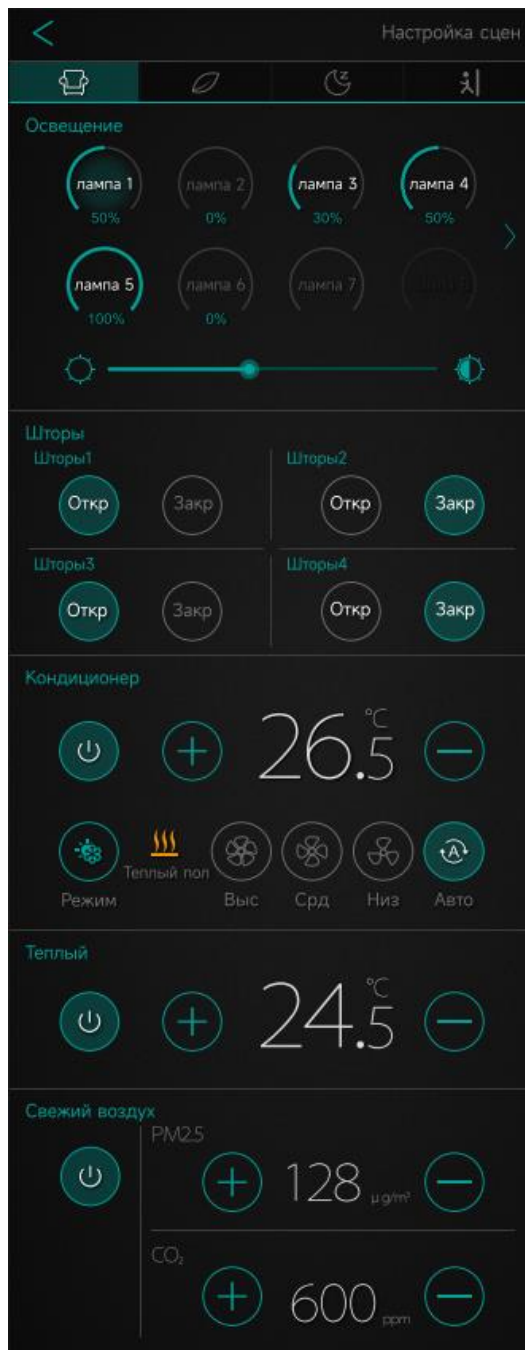 Настройка сцен
Освещение
лампа 1 лампа 2 лампа 3 лампа 4
50% 0% 30% 50%
лампа 5 лампа 6 лампа 7
100% 0%
Шторы
Шторы1 Шторы2
Откр Закр Откр Закр
Шторы3 Шторы4
Откр Закр Откр Закр
Кондиционер
26.5 °C
Теплый пол
Режим Выс Срд Низ Авто
Теплый
24.5 °C
Свежий воздух
PM2.5
128 µg/m³
CO₂
600 ppm